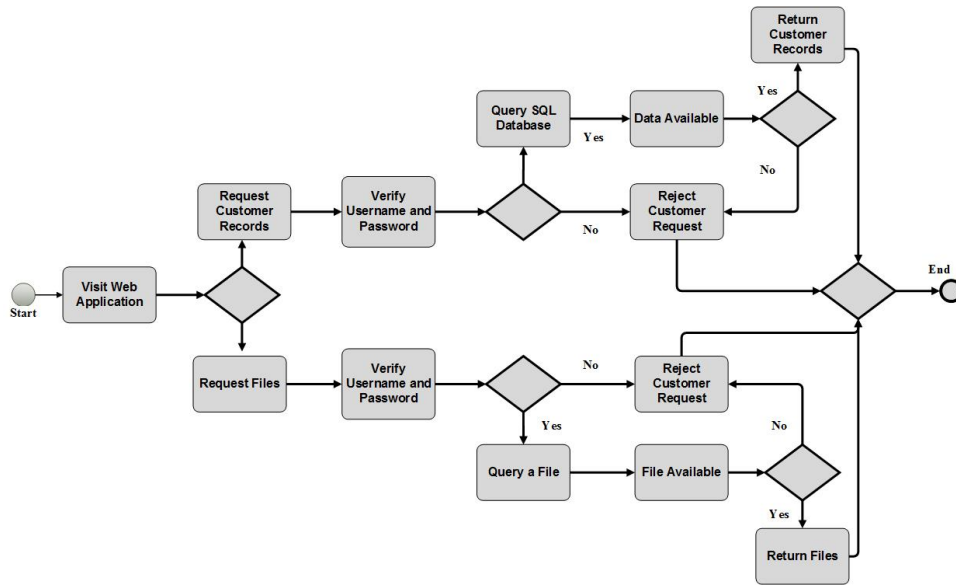 Return
Customer
Records
Yes
Query SQL
Database
Yes
Data Available
No
Request
Customer
Records
Verify
Username and
Password
Reject
Customer
Request
No
Visit Web
Application
Start
End
Request Files
Verify
Username and
Password
No
Reject
Customer
Request
Yes
No
Query a File
File Available
Yes
Return Files